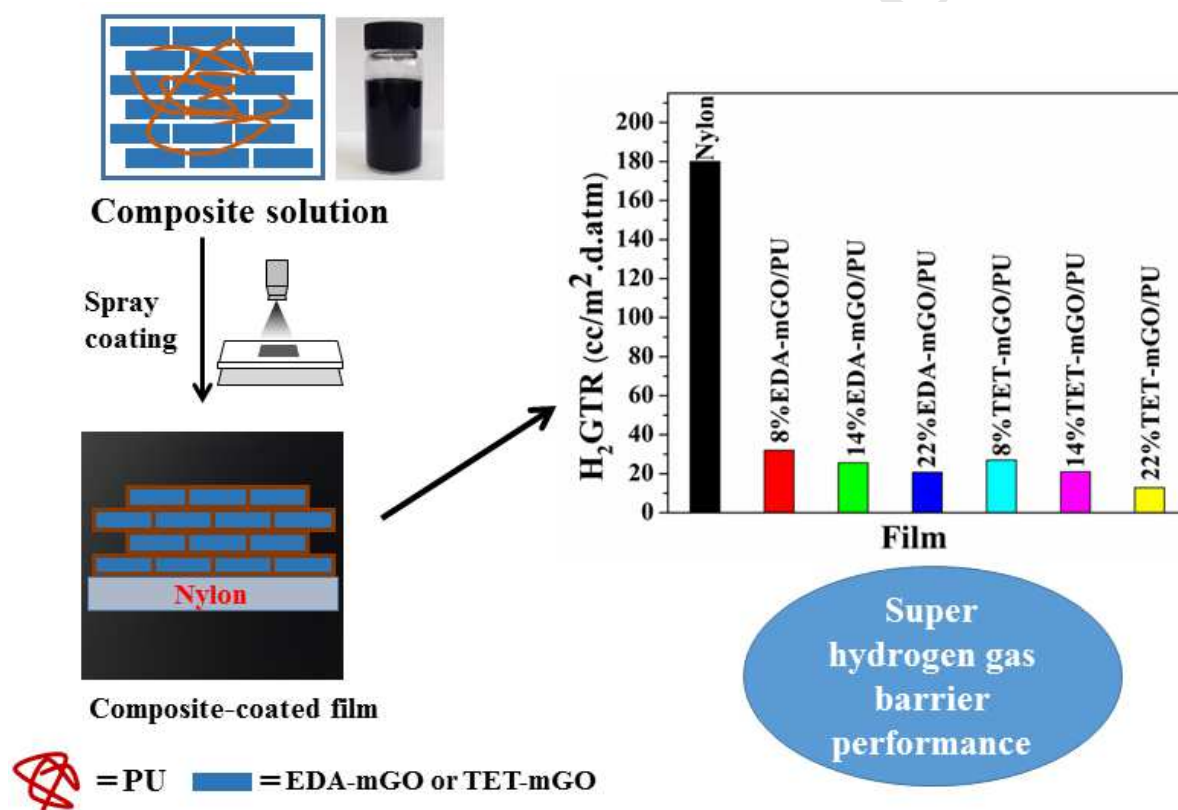 Composite solution
Spray
coating
Nylon
Composite-coated film
= PU = EDA-mGO or TET-mGO
H₂GTR (cc/m².d.atm)
200
180
160
140
120
100
80
60
40
20
0
Nylon
8%EDA-mGO/PU
14%EDA-mGO/PU
22%EDA-mGO/PU
8%TET-mGO/PU
14%TET-mGO/PU
22%TET-mGO/PU
Film
Super
hydrogen gas
barrier
performance